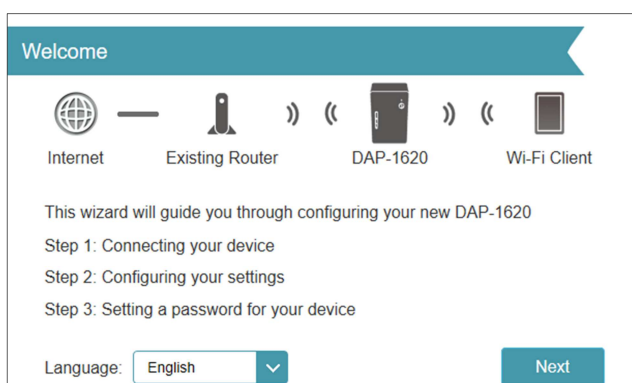 Welcome
Internet Existing Router DAP-1620 Wi-Fi Client
This wizard will guide you through configuring your new DAP-1620
Step 1: Connecting your device
Step 2: Configuring your settings
Step 3: Setting a password for your device
Language: English Next